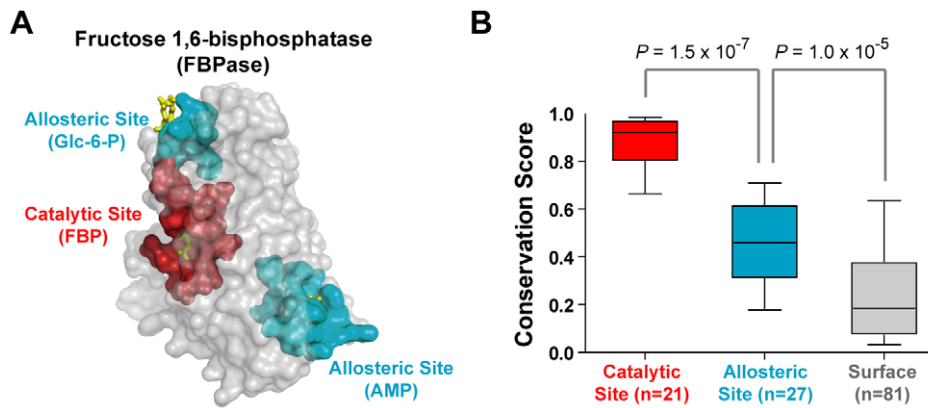 A
Fructose 1,6-bisphosphatase
(FBPase)
Allosteric Site
(Glc-6-P)
Catalytic Site
(FBP)
Allosteric Site
(AMP)
B
P = 1.5 x 10⁻⁷
P = 1.0 x 10⁻⁵
Conservation Score
1.0
0.8
0.6
0.4
0.2
0.0
Catalytic
Site (n=21)
Allosteric
Site (n=27)
Surface
(n=81)